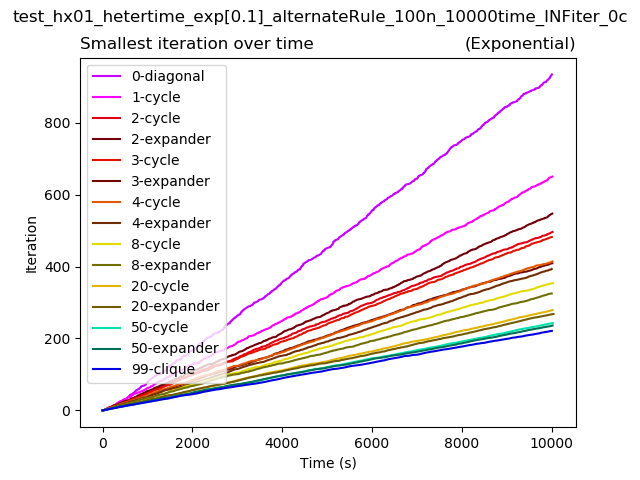 test_hx01_hetertime_exp[0.1]_alternateRule_100n_10000time_INFiter_0c
Smallest iteration over time (Exponential)
0-diagonal
1-cycle
2-cycle
2-expander
3-cycle
3-expander
4-cycle
4-expander
8-cycle
8-expander
20-cycle
20-expander
50-cycle
50-expander
99-clique
Iteration
800
600
400
200
0
0 2000 4000 6000 8000 10000
Time (s)